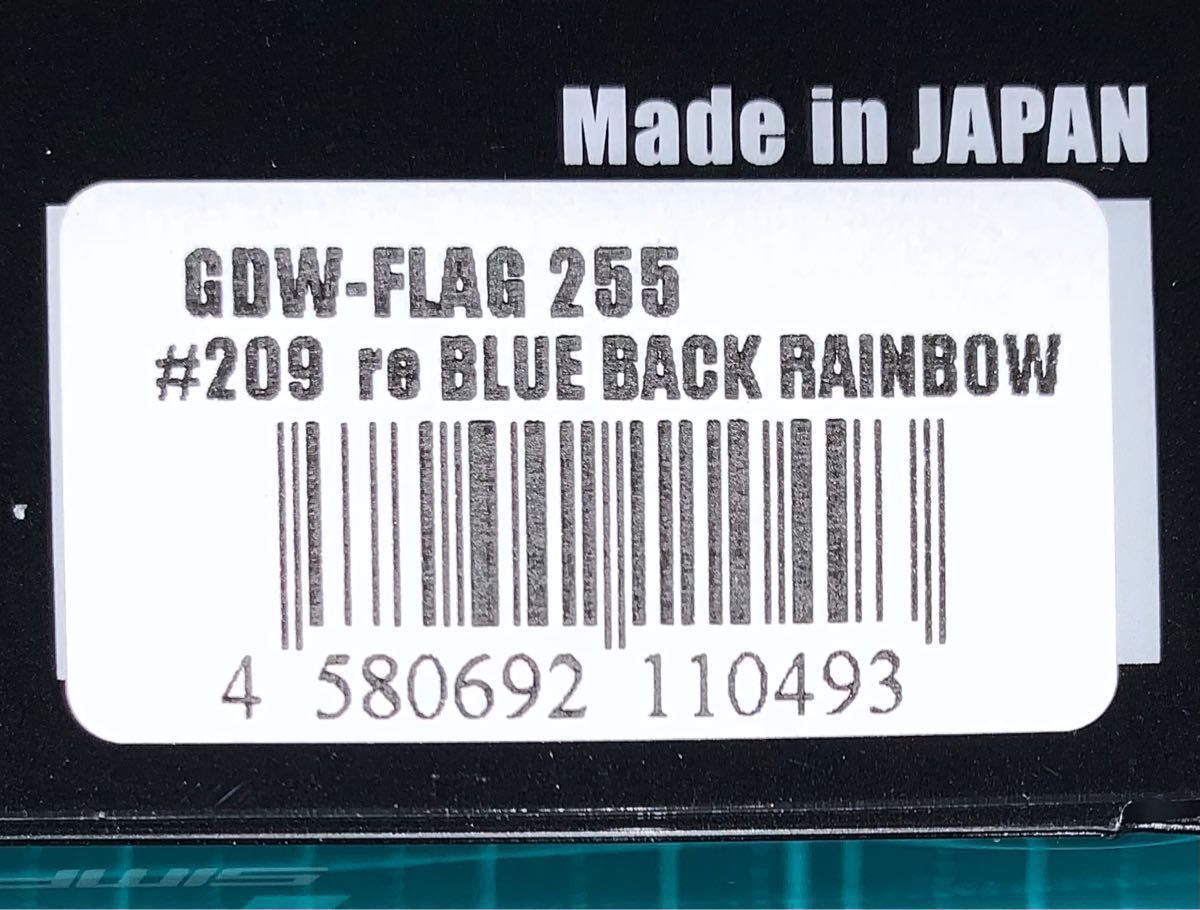 Made in JAPAN
GDW-FLAG 255
#209 re BLUE BACK RAINBOW
4 580692 110493